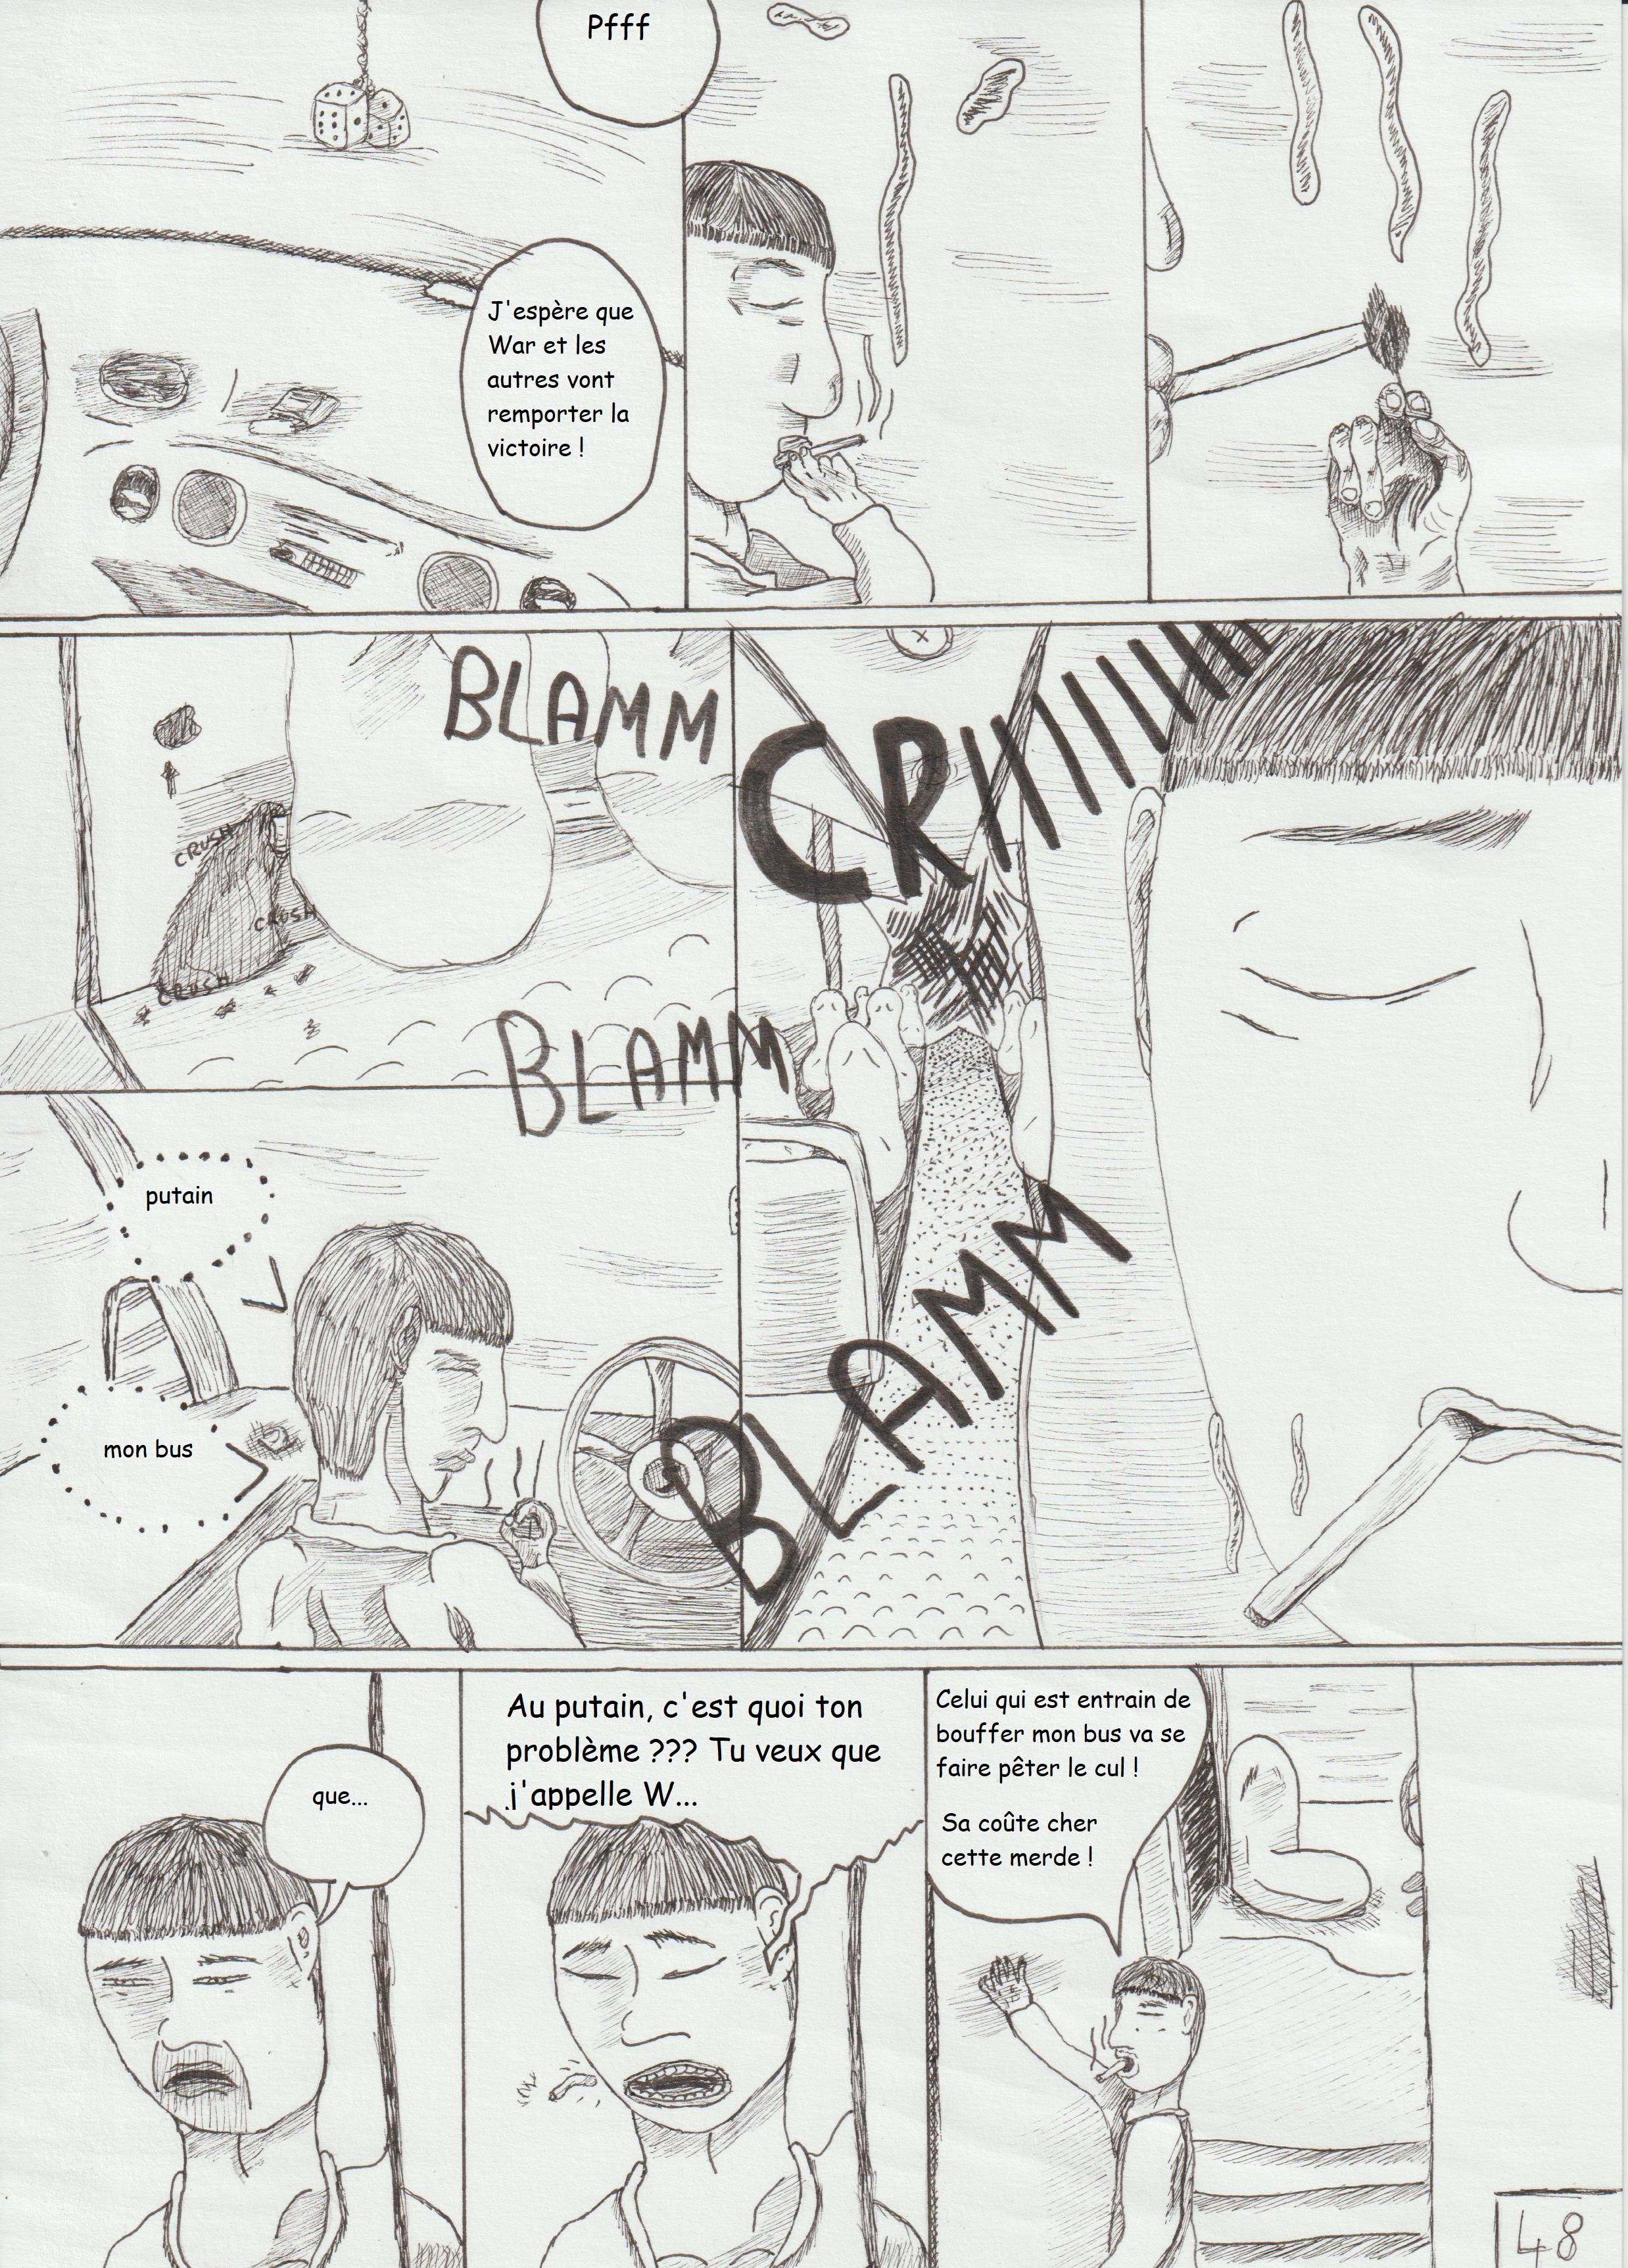 Pfff
J'espère que
War et les
autres vont
remporter la
victoire !
BLAMM
CRUSH
CRUSH
CRUSH
BLAMM
CRIIIIIIIII
BLAMM
putain
mon bus
que...
Au putain, c'est quoi ton
problème ??? Tu veux que
j'appelle W...
Celui qui est entrain de
bouffer mon bus va se
faire pêter le cul !
Sa coûte cher
cette merde !
48